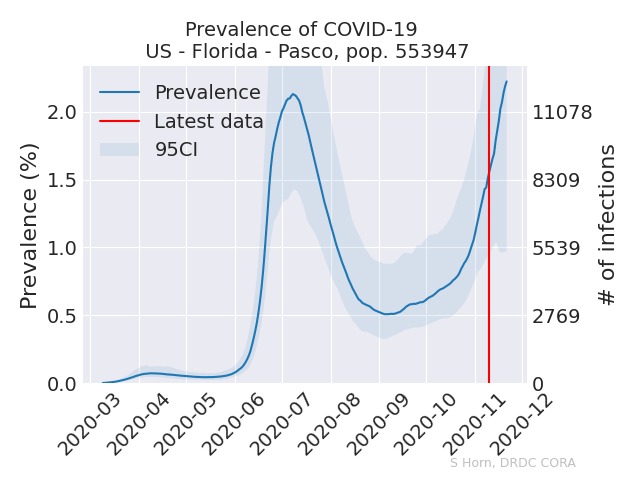 Prevalence of COVID-19
US - Florida - Pasco, pop. 553947
Prevalence
Latest data
95CI
Prevalence (%)
2.0
1.5
1.0
0.5
0.0
11078
8309
5539
2769
0
# of infections
2020-03
2020-04
2020-05
2020-06
2020-07
2020-08
2020-09
2020-10
2020-11
2020-12
S Horn, DRDC CORA